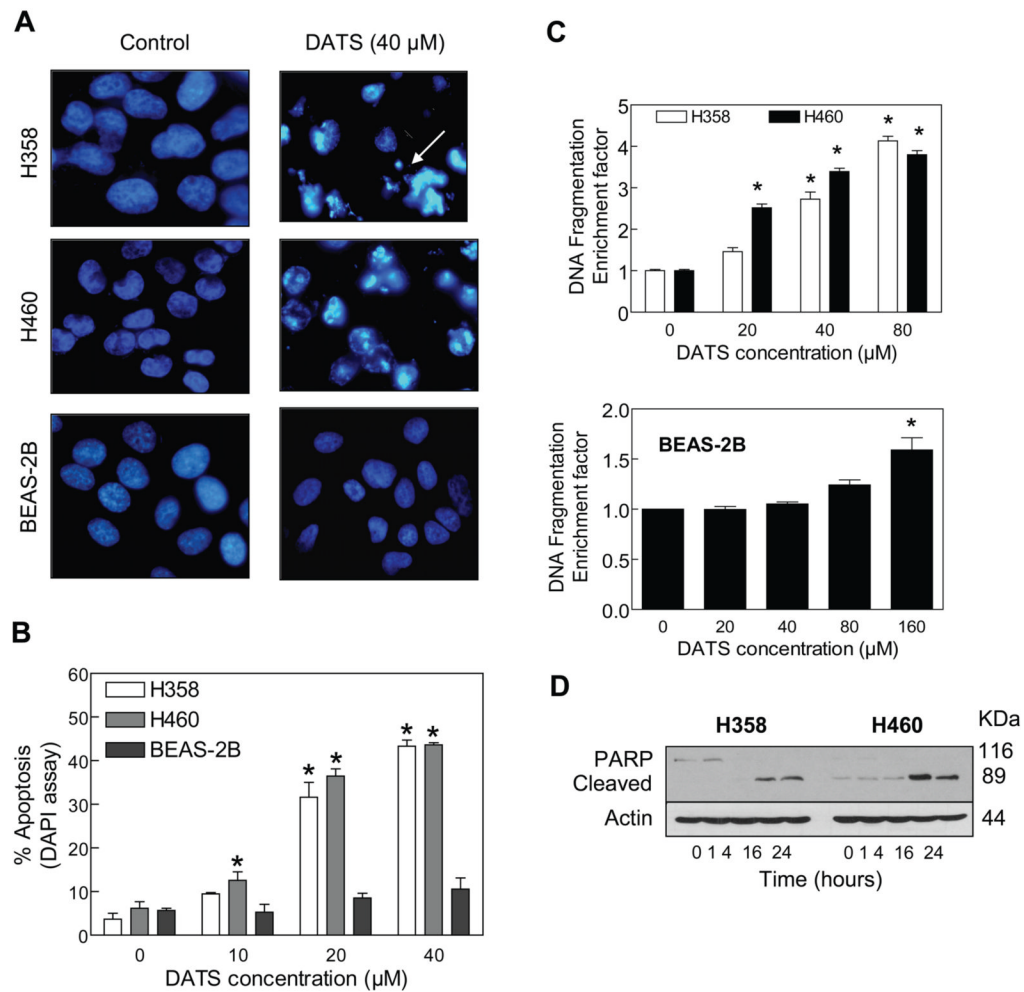 A
Control
DATS (40 µM)
H358
H460
BEAS-2B
B
% Apoptosis
(DAPI assay)
60
50
40
30
20
10
0
H358
H460
BEAS-2B
*
* *
* *
0 10 20 40
DATS concentration (µM)
C
DNA Fragmentation
Enrichment factor
5
4
3
2
1
0
H358 H460
*
* *
* *
0 20 40 80
DATS concentration (µM)
DNA Fragmentation
Enrichment factor
2.0
1.5
1.0
0.5
0.0
BEAS-2B
*
0 20 40 80 160
DATS concentration (µM)
D
H358 H460 KDa
PARP 116
Cleaved 89
Actin 44
0 1 4 16 24 0 1 4 16 24
Time (hours)